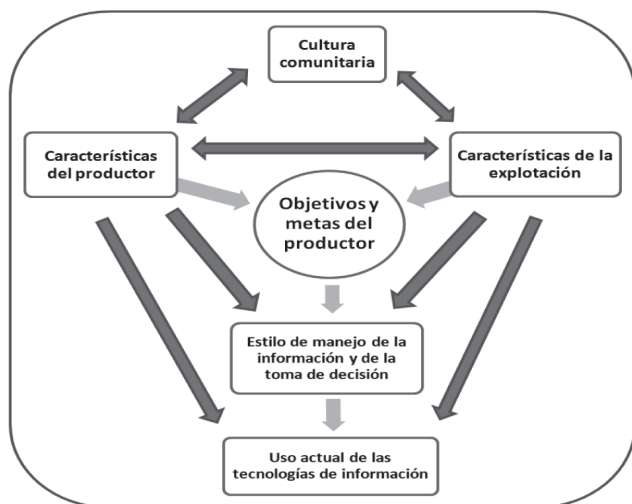 Cultura
comunitaria
Características
del productor
Características de la
explotación
Objetivos y
metas del
productor
Estilo de manejo de la
información y de la
toma de decisión
Uso actual de las
tecnologías de información